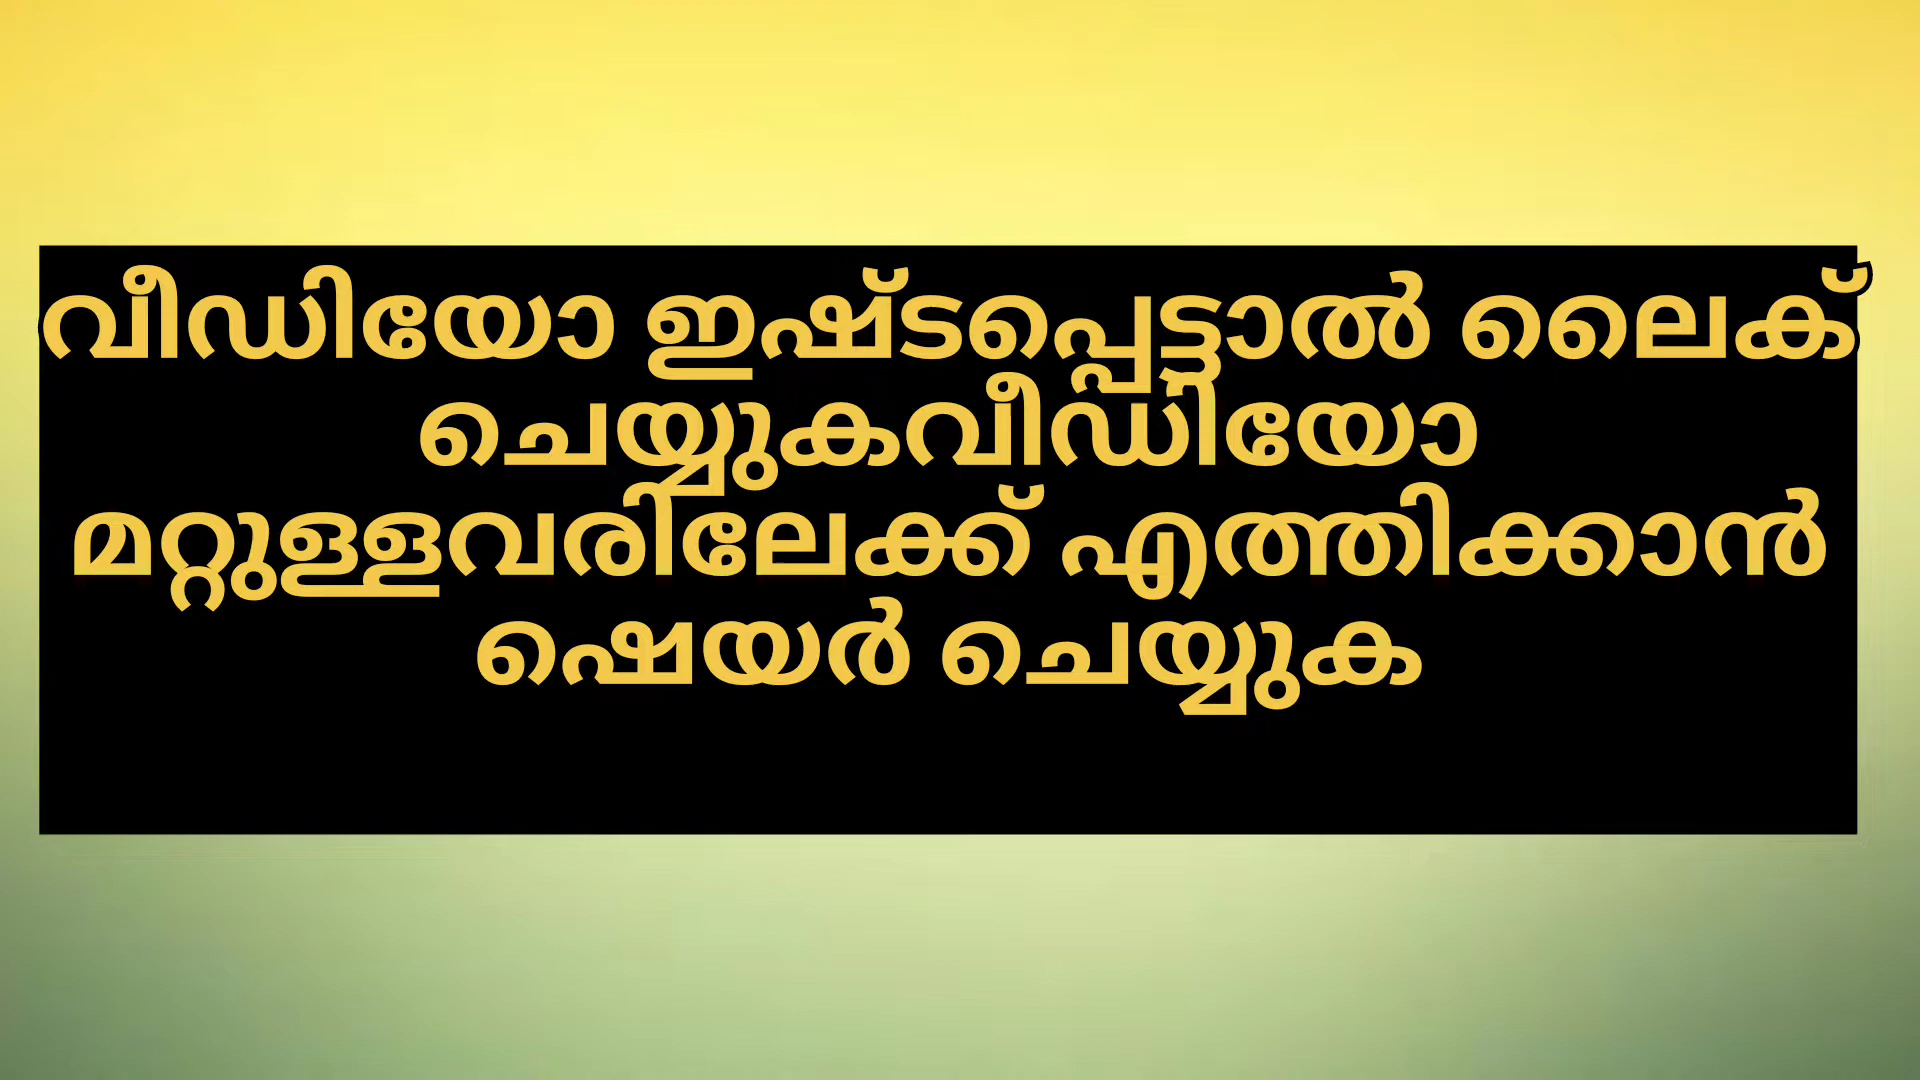 വീഡിയോ ഇഷ്ടപ്പെട്ടാൽ ലൈക്
ചെയ്യുകവീഡിയോ
മറ്റുള്ളവരിലേക്ക് എത്തിക്കാൻ
ഷെയർ ചെയ്യുക